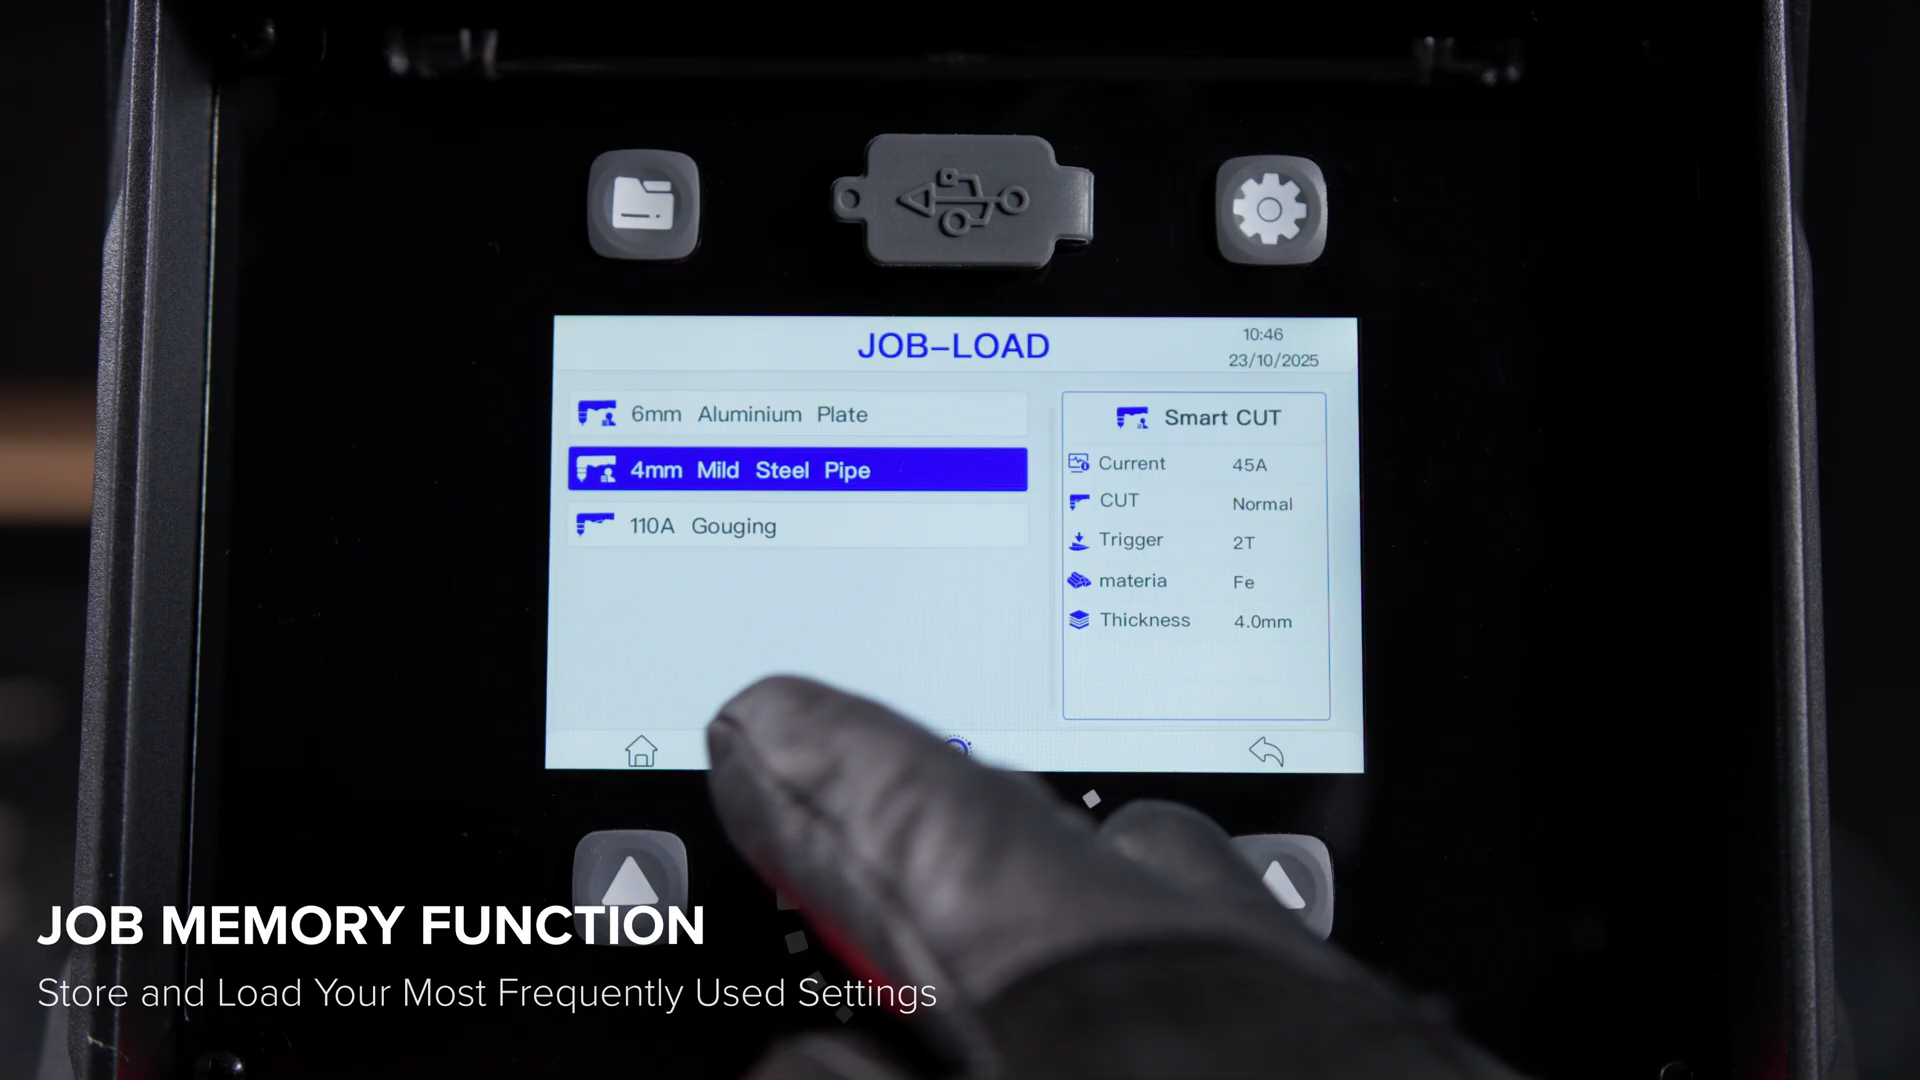 JOB-LOAD
10:46
23/10/2025
6mm Aluminium Plate
4mm Mild Steel Pipe
110A Gouging
Smart CUT
Current 45A
CUT Normal
Trigger 2T
materia Fe
Thickness 4.0mm
JOB MEMORY FUNCTION
Store and Load Your Most Frequently Used Settings